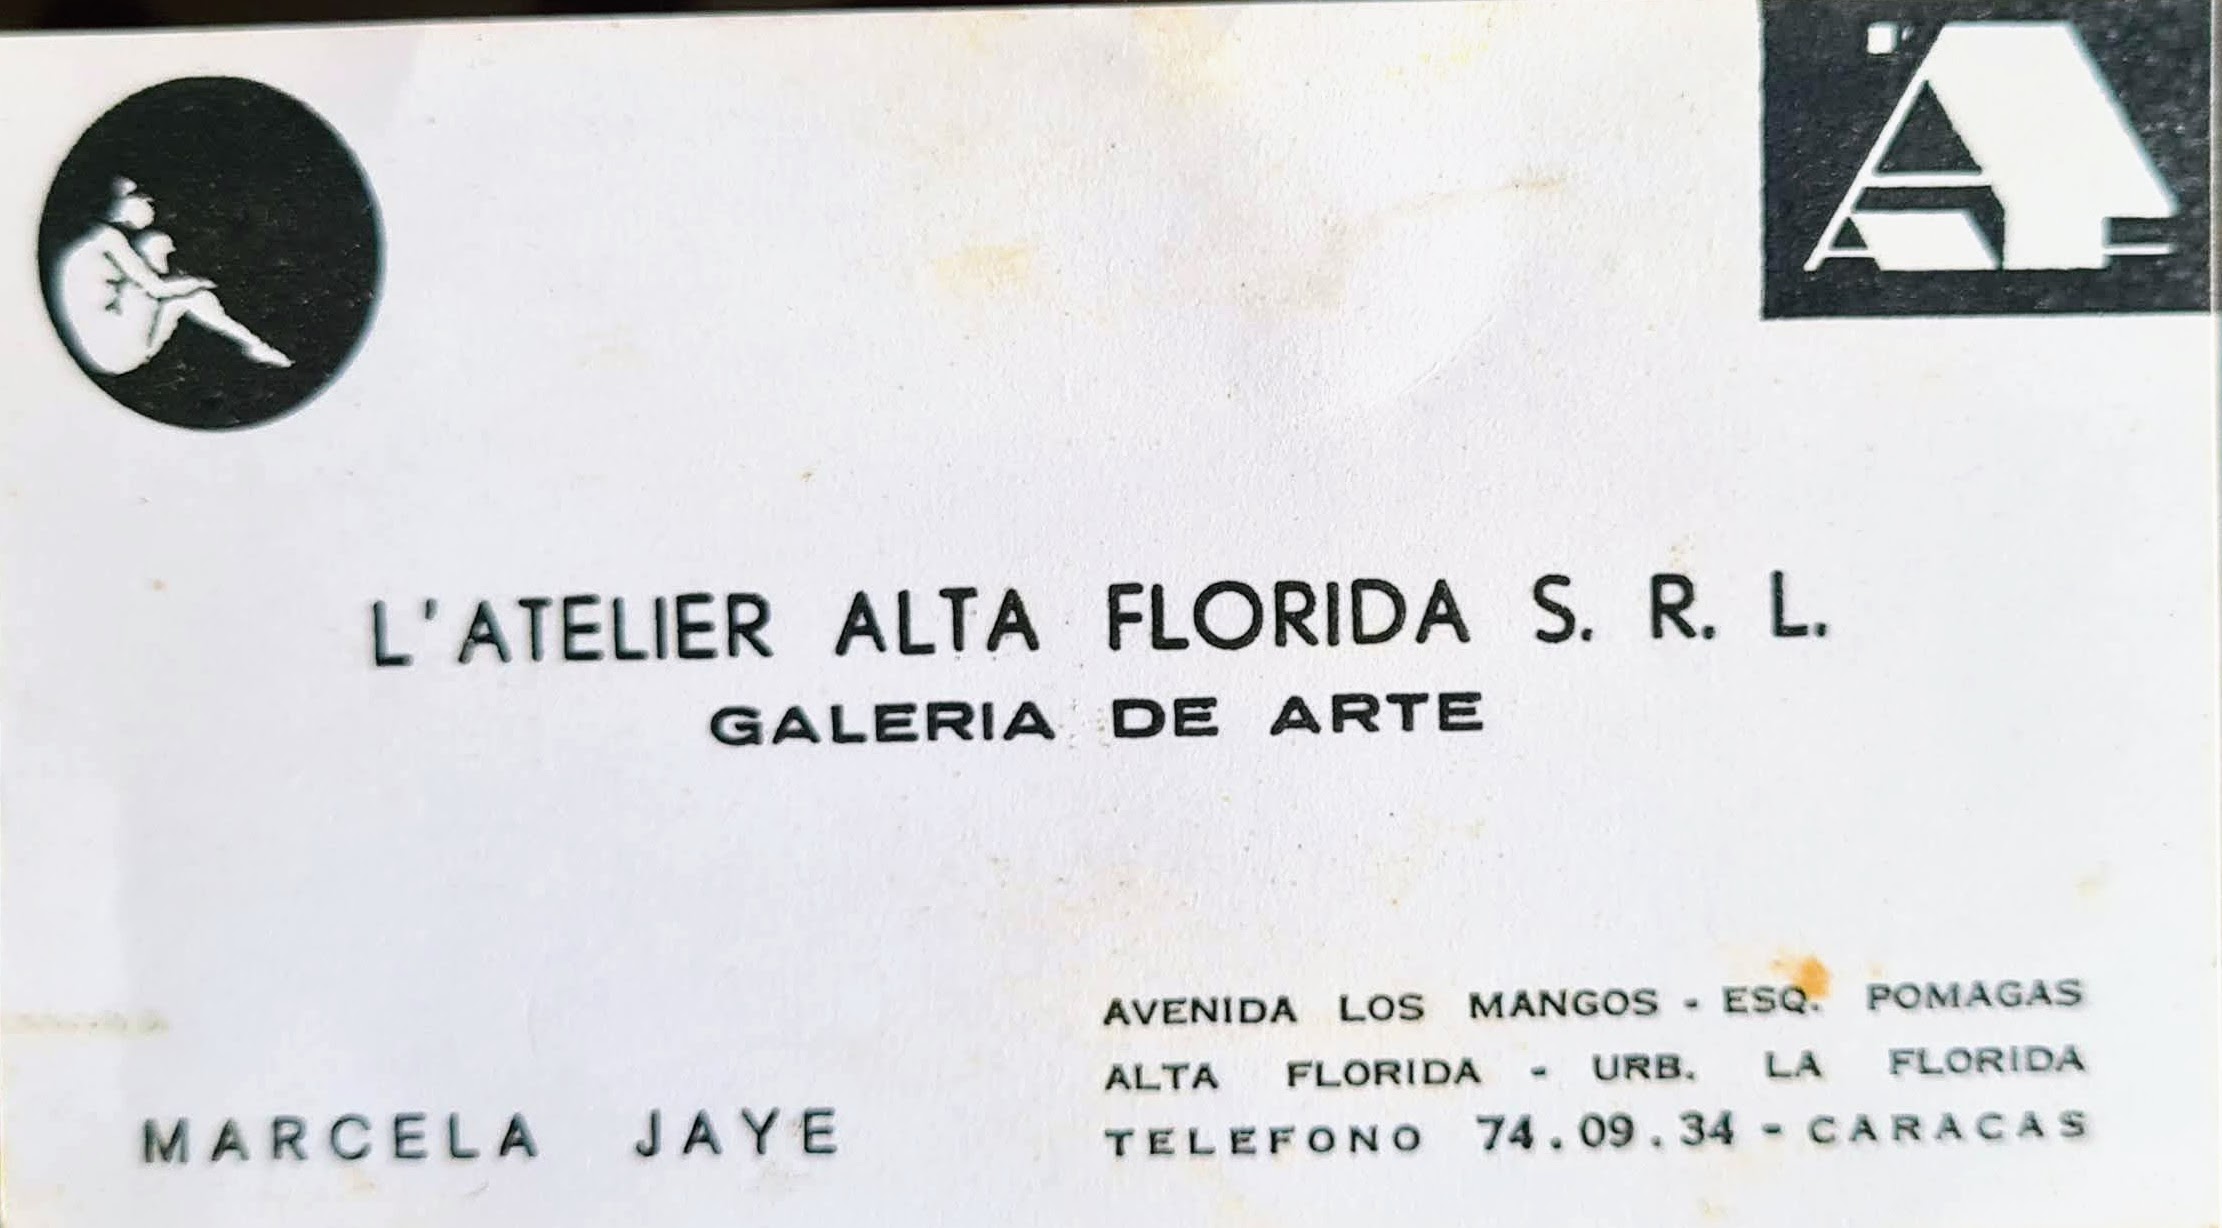 L'ATELIER ALTA FLORIDA S. R. L.
GALERIA DE ARTE
MARCELA JAYE
AVENIDA LOS MANGOS - ESQ. POMAGAS
ALTA FLORIDA - URB. LA FLORIDA
TELEFONO 74.09.34 - CARACAS